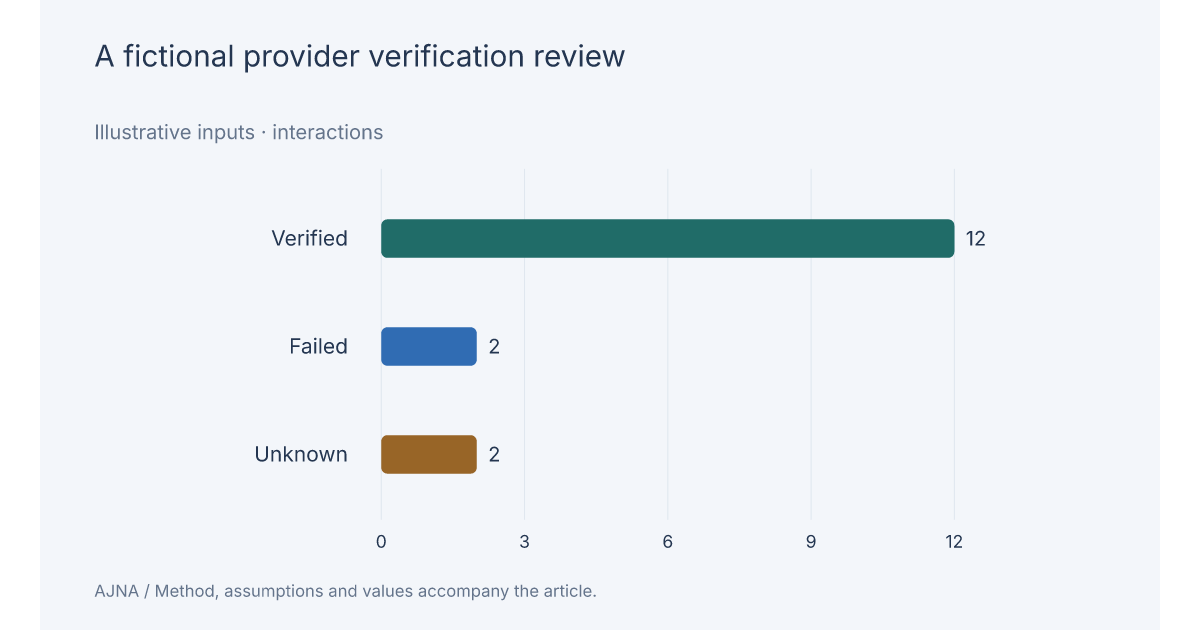 A fictional provider verification review
Illustrative inputs · interactions
Verified 12
Failed 2
Unknown 2
0 3 6 9 12
AJNA / Method, assumptions and values accompany the article.